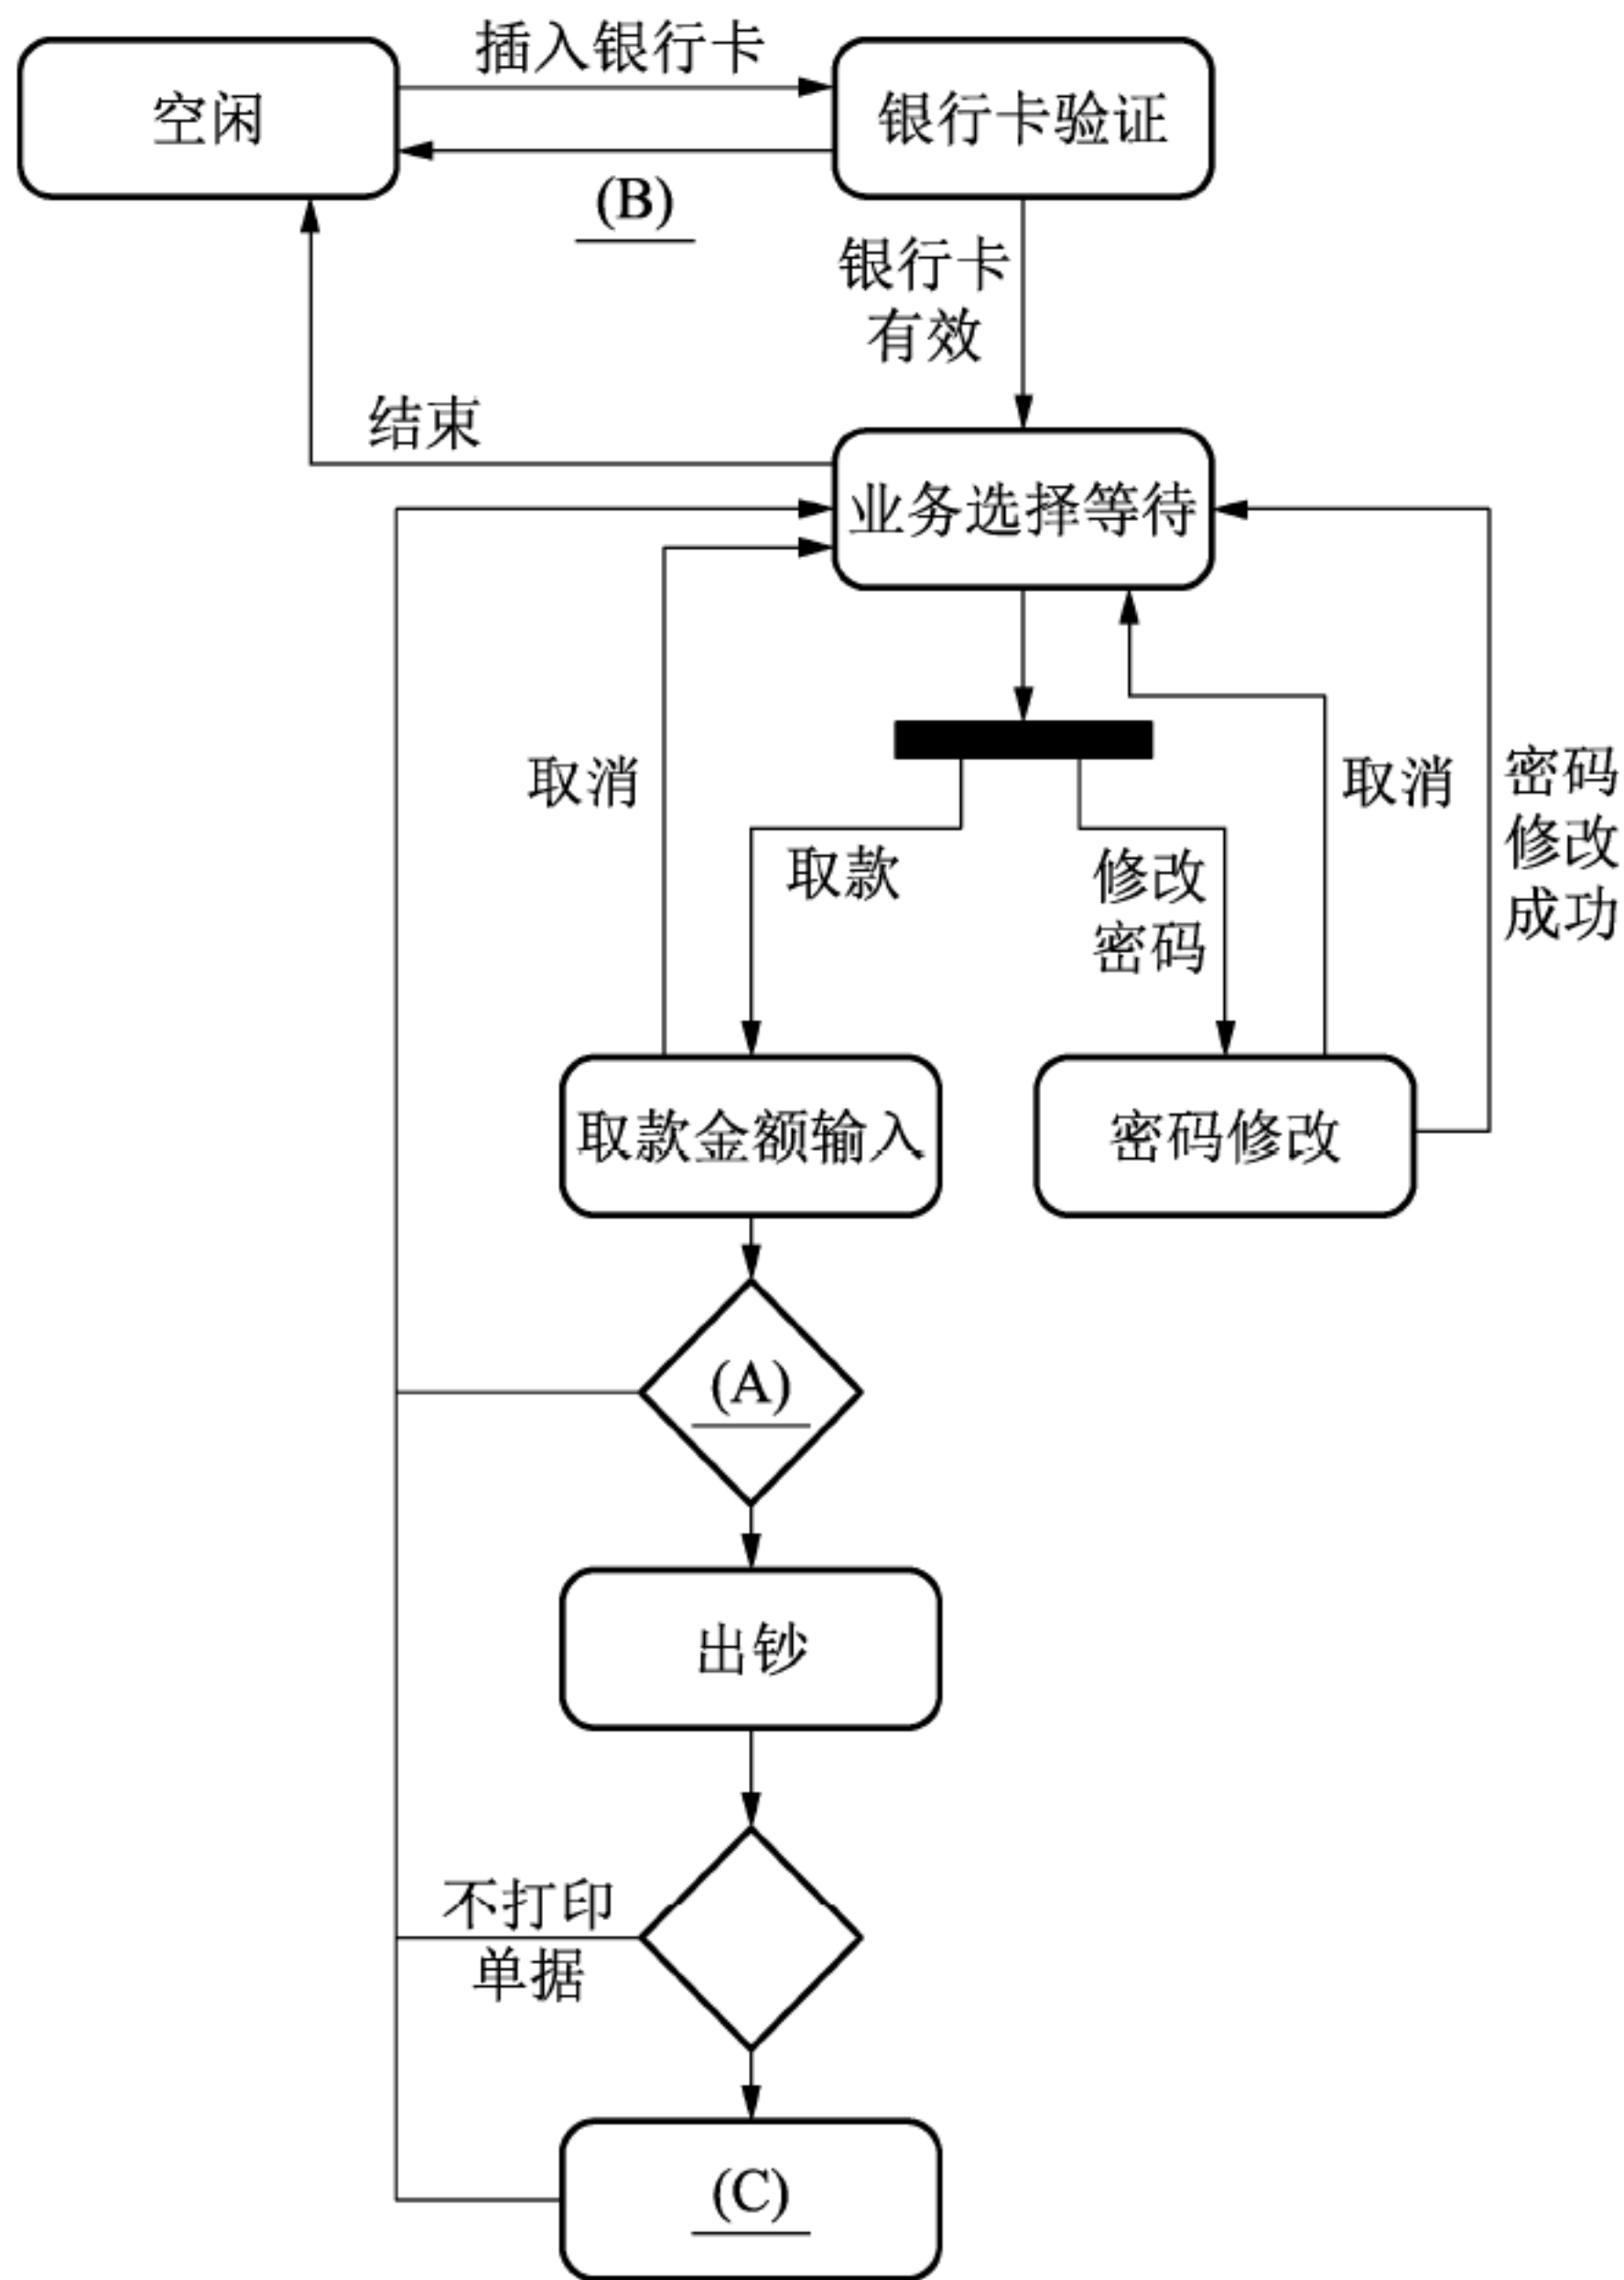 插入银行卡
空闲
银行卡验证
(B)
银行卡
有效
结束
业务选择等待
取消
取消
密码
修改
成功
取款
修改
密码
取款金额输入
密码修改
(A)
出钞
不打印
单据
(C)